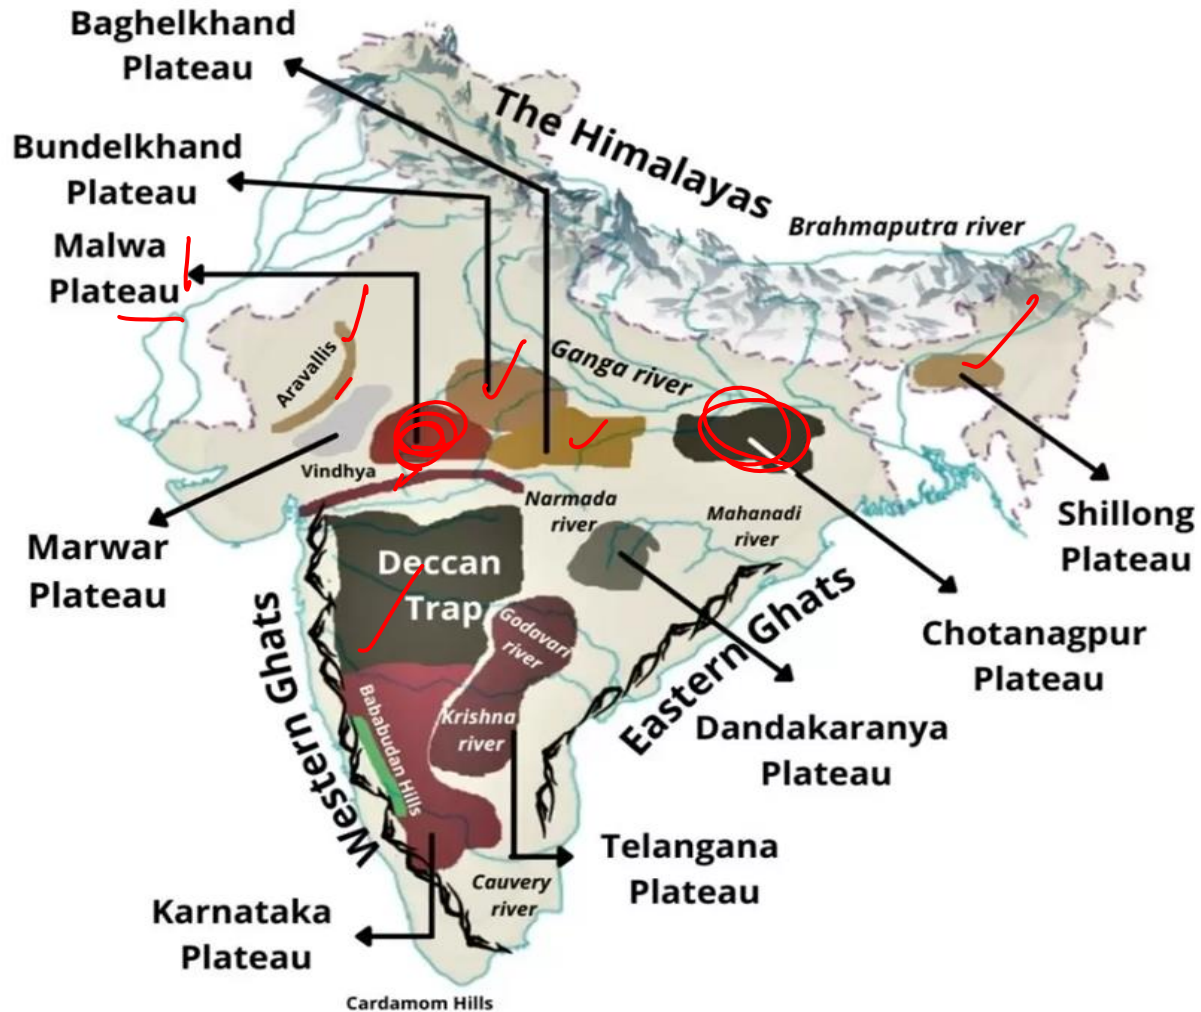 Baghelkhand
Plateau
Bundelkhand
Plateau
Malwa
Plateau
The Himalayas
Brahmaputra river
Aravallis
Ganga river
Vindhya
Narmada
river
Mahanadi
river
Shillong
Plateau
Marwar
Plateau
Deccan
Trap
Godavari
river
Chotanagpur
Plateau
Western Ghats
Eastern Ghats
Bababudan Hills
Krishna
river
Dandakaranya
Plateau
Telangana
Plateau
Cauvery
river
Karnataka
Plateau
Cardamom Hills